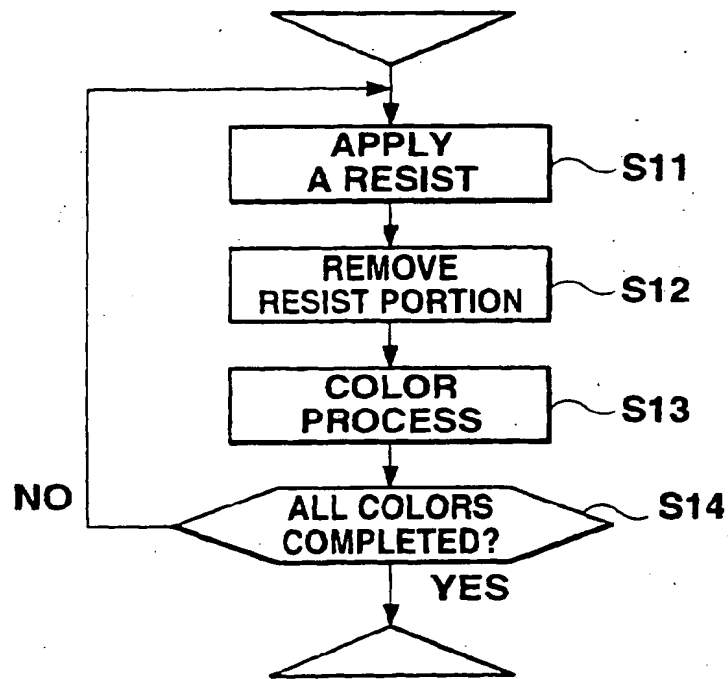 APPLY
A RESIST
S11
REMOVE
RESIST PORTION
S12
COLOR
PROCESS
S13
NO
ALL COLORS
COMPLETED?
S14
YES